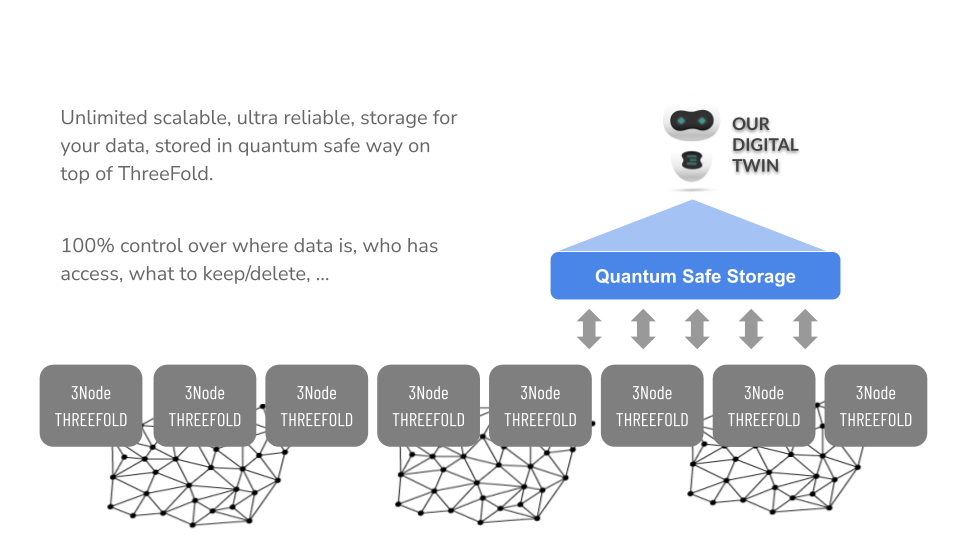 Unlimited scalable, ultra reliable, storage for
your data, stored in quantum safe way on
top of ThreeFold.
100% control over where data is, who has
access, what to keep/delete, ...
OUR
DIGITAL
TWIN
Quantum Safe Storage
3Node
THREEFOLD
3Node
THREEFOLD
3Node
THREEFOLD
3Node
THREEFOLD
3Node
THREEFOLD
3Node
THREEFOLD
3Node
THREEFOLD
3Node
THREEFOLD